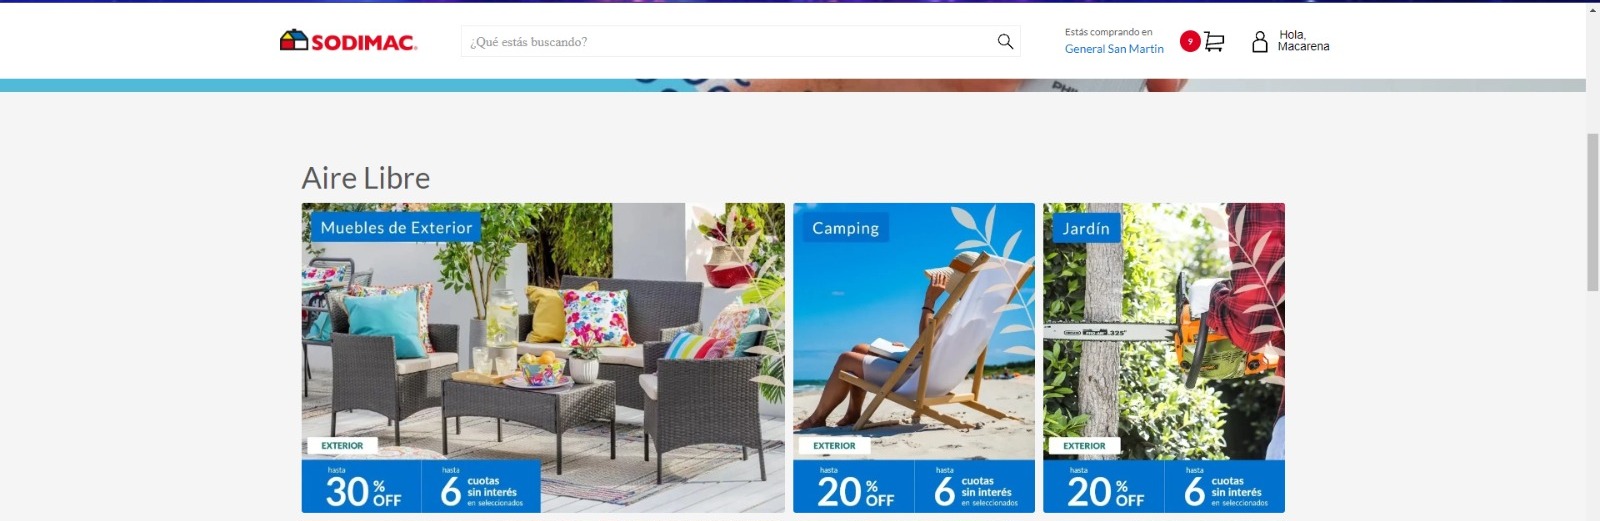 SODIMAC.
¿Qué estás buscando?
Estás comprando en
General San Martin
9
Hola,
Macarena
PHIL
Aire Libre
Muebles de Exterior
EXTERIOR
hasta
30 % OFF
hasta
6 cuotas
sin interés
en seleccionados
Camping
EXTERIOR
hasta
20 % OFF
hasta
6 cuotas
sin interés
en seleccionados
Jardín
.325"
EXTERIOR
hasta
20 % OFF
hasta
6 cuotas
sin interés
en seleccionados